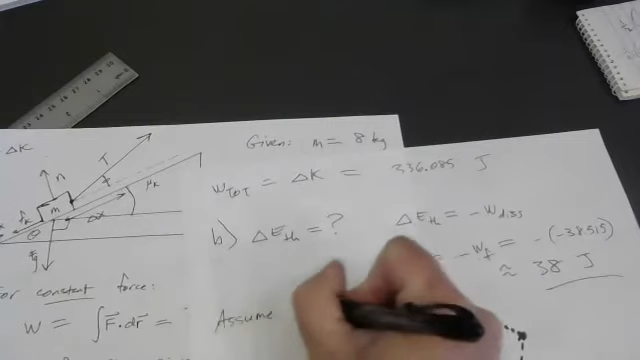 ΔK
n
T
φ
μk
fk
m
Δx
θ
For constant force:
W = ∫F⃗·dr⃗ =
Given: m = 8 kg
WTOT = ΔK = 336.085 J
b) ΔEth = ? ΔEth = -Wdiss
= -Wf = -(-38.515)
≈ 38 J
Assume